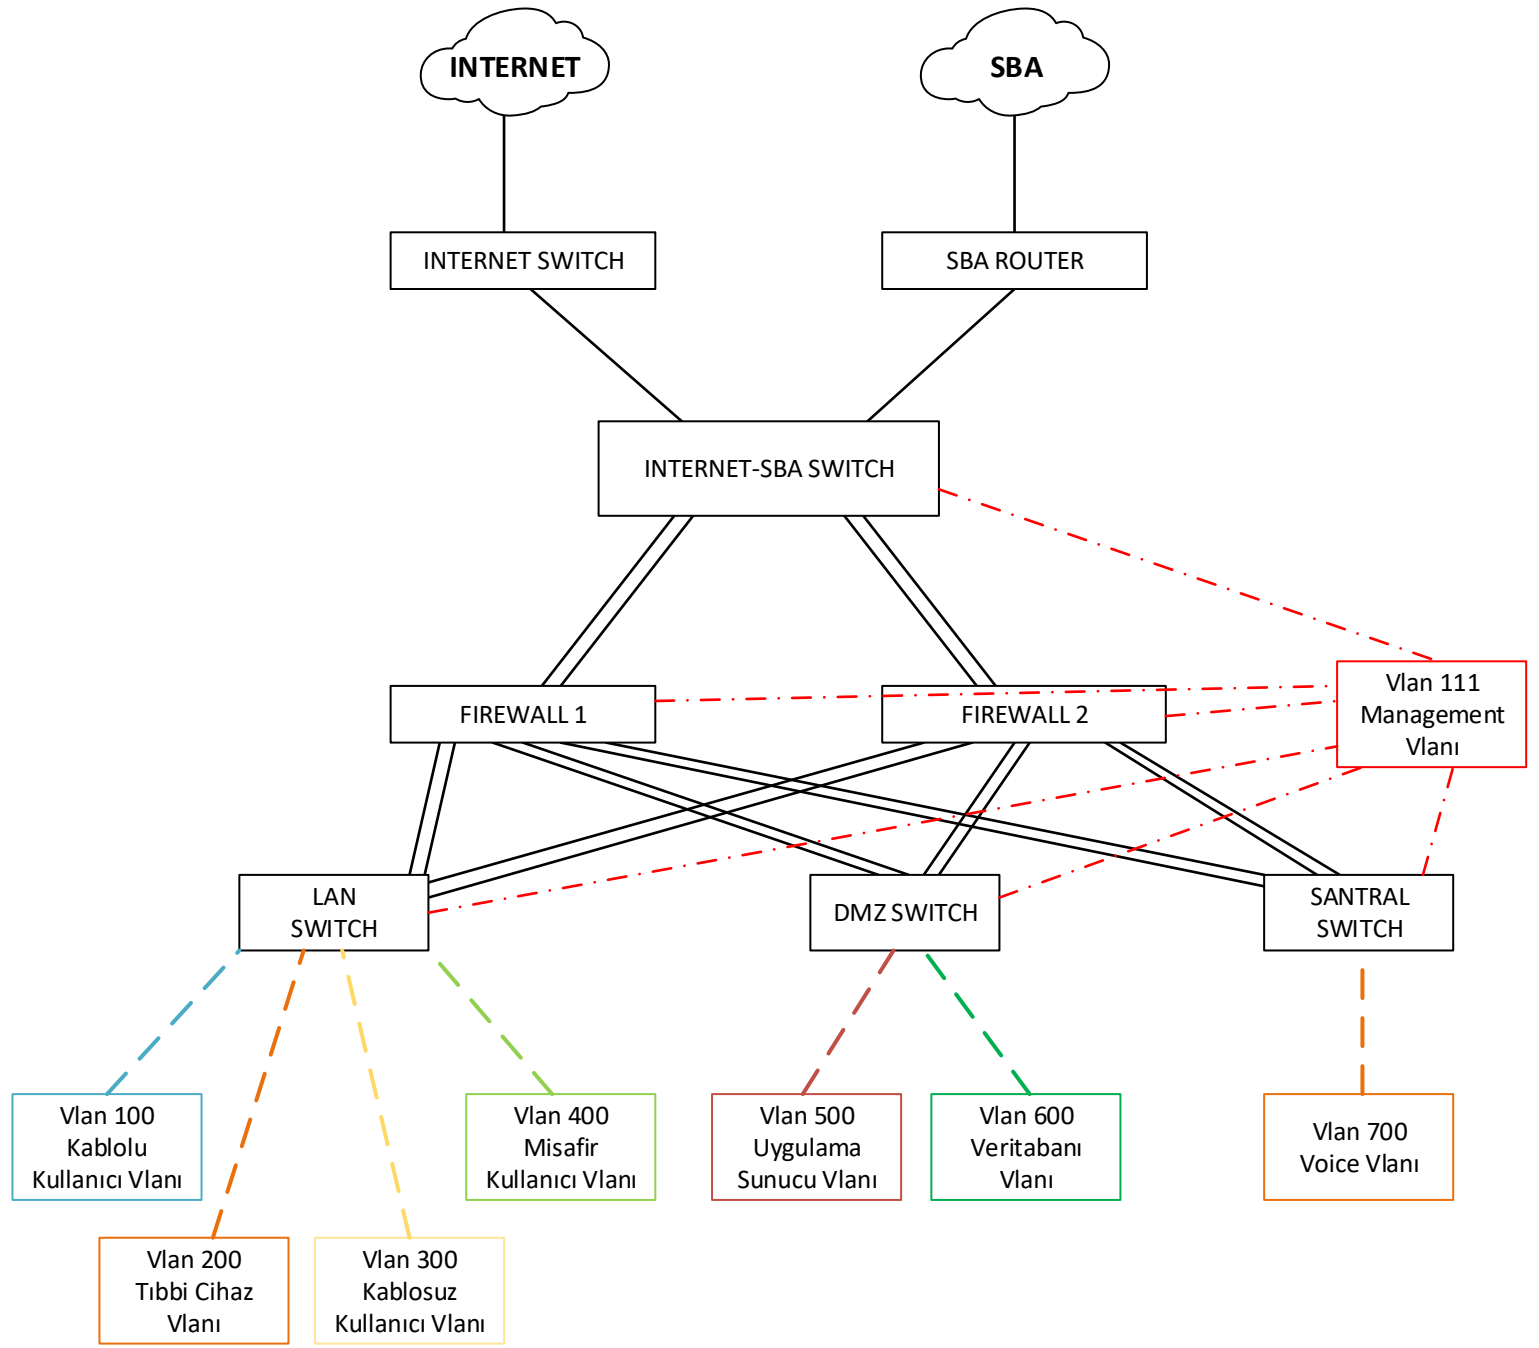 INTERNET
SBA
INTERNET SWITCH
SBA ROUTER
INTERNET-SBA SWITCH
FIREWALL 1
FIREWALL 2
Vlan 111
Management
Vlanı
LAN
SWITCH
DMZ SWITCH
SANTRAL
SWITCH
Vlan 100
Kablolu
Kullanıcı Vlanı
Vlan 400
Misafir
Kullanıcı Vlanı
Vlan 500
Uygulama
Sunucu Vlanı
Vlan 600
Veritabanı
Vlanı
Vlan 700
Voice Vlanı
Vlan 200
Tıbbi Cihaz
Vlanı
Vlan 300
Kablosuz
Kullanıcı Vlanı